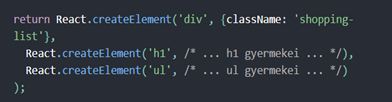 return React.createElement('div', {className: 'shopping-
list'},
  React.createElement('h1', /* ... h1 gyermekei ... */),
  React.createElement('ul', /* ... ul gyermekei ... */)
);